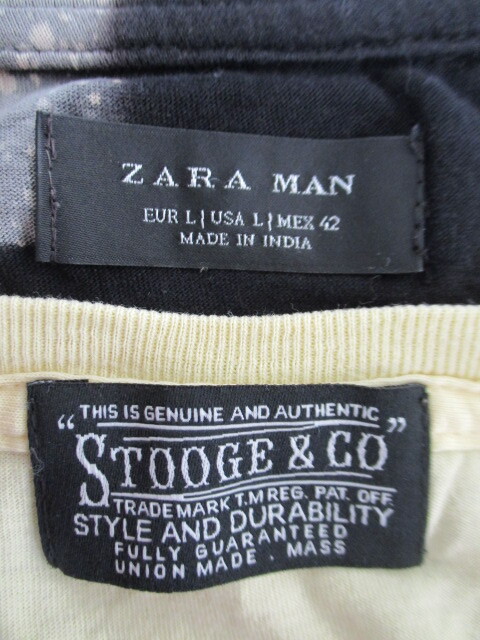 ZARA MAN
EUR L | USA L | MEX 42
MADE IN INDIA
THIS IS GENUINE AND AUTHENTIC
"STOOGE & CO"
TRADE MARK T.M REG. PAT. OFF
STYLE AND DURABILITY
FULLY GUARANTEED
UNION MADE . MASS